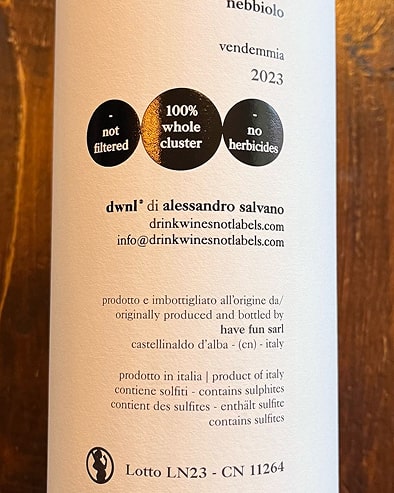 nebbiolo
vendemmia
2023
- not filtered
100% whole cluster
- no herbicides
dwnl² di alessandro salvano
drinkwinesnotlabels.com
info@drinkwinesnotlabels.com
prodotto e imbottigliato all'origine da/
originally produced and bottled by
have fun sarl
castellinaldo d'alba - (cn) - italy
prodotto in italia | product of italy
contiene solfiti - contains sulphites
contient des sulfites - enthält sulfite
contains sulfites
Lotto LN23 - CN 11264